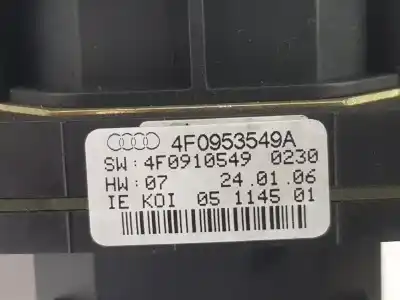 4F0953549A
SW: 4F0910549 0230
HW: 07 24.01.06
IE KOI 05 1145 01